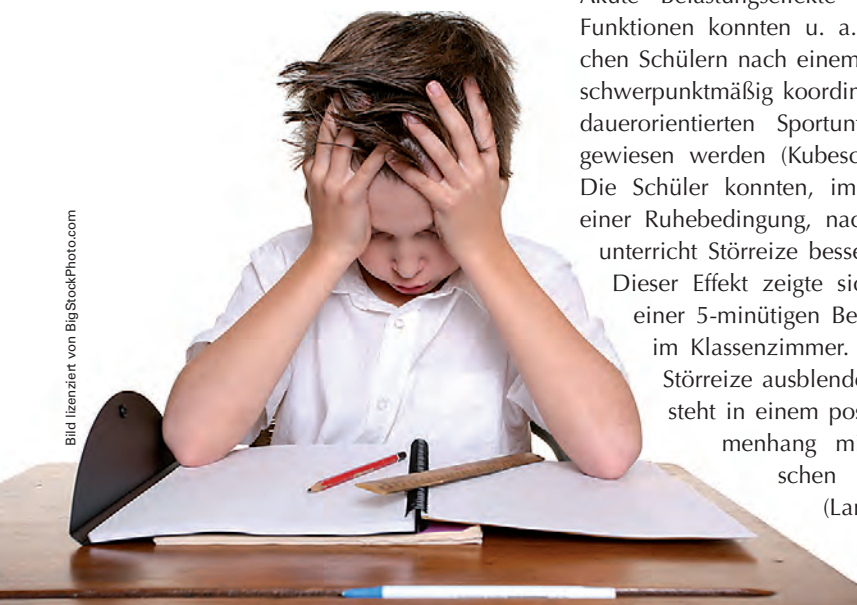 Akute Belastungseffekte
Funktionen konnten u. a.
chen Schülern nach einem
schwerpunktmäßig koordin
dauerorientierten Sportunt
gewiesen werden (Kubesc
Die Schüler konnten, im
einer Ruhebedingung, nac
unterricht Störreize besse
Dieser Effekt zeigte sic
einer 5-minütigen Be
im Klassenzimmer.
Störreize ausblende
steht in einem pos
menhang m
schen
(Lar
Bild lizenziert von BigStockPhoto.com